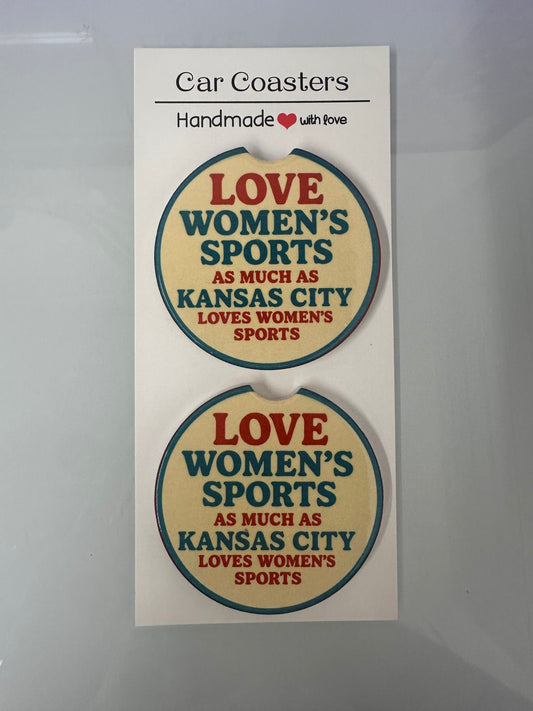 Car Coasters
Handmade with love
LOVE
WOMEN'S
SPORTS
AS MUCH AS
KANSAS CITY
LOVES WOMEN'S
SPORTS
LOVE
WOMEN'S
SPORTS
AS MUCH AS
KANSAS CITY
LOVES WOMEN'S
SPORTS